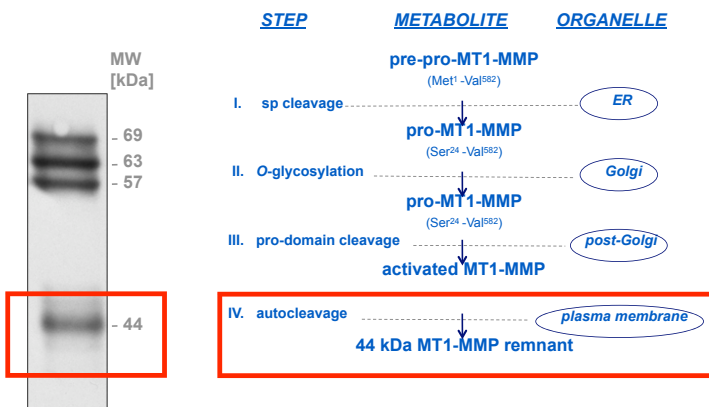 STEP METABOLITE ORGANELLE
MW
[kDa]
- 69
- 63
- 57
- 44
pre-pro-MT1-MMP
(Met¹ -Val⁵⁸²)
I. sp cleavage ER
pro-MT1-MMP
(Ser²⁴ -Val⁵⁸²)
II. O-glycosylation Golgi
pro-MT1-MMP
(Ser²⁴ -Val⁵⁸²)
III. pro-domain cleavage post-Golgi
activated MT1-MMP
IV. autocleavage plasma membrane
44 kDa MT1-MMP remnant